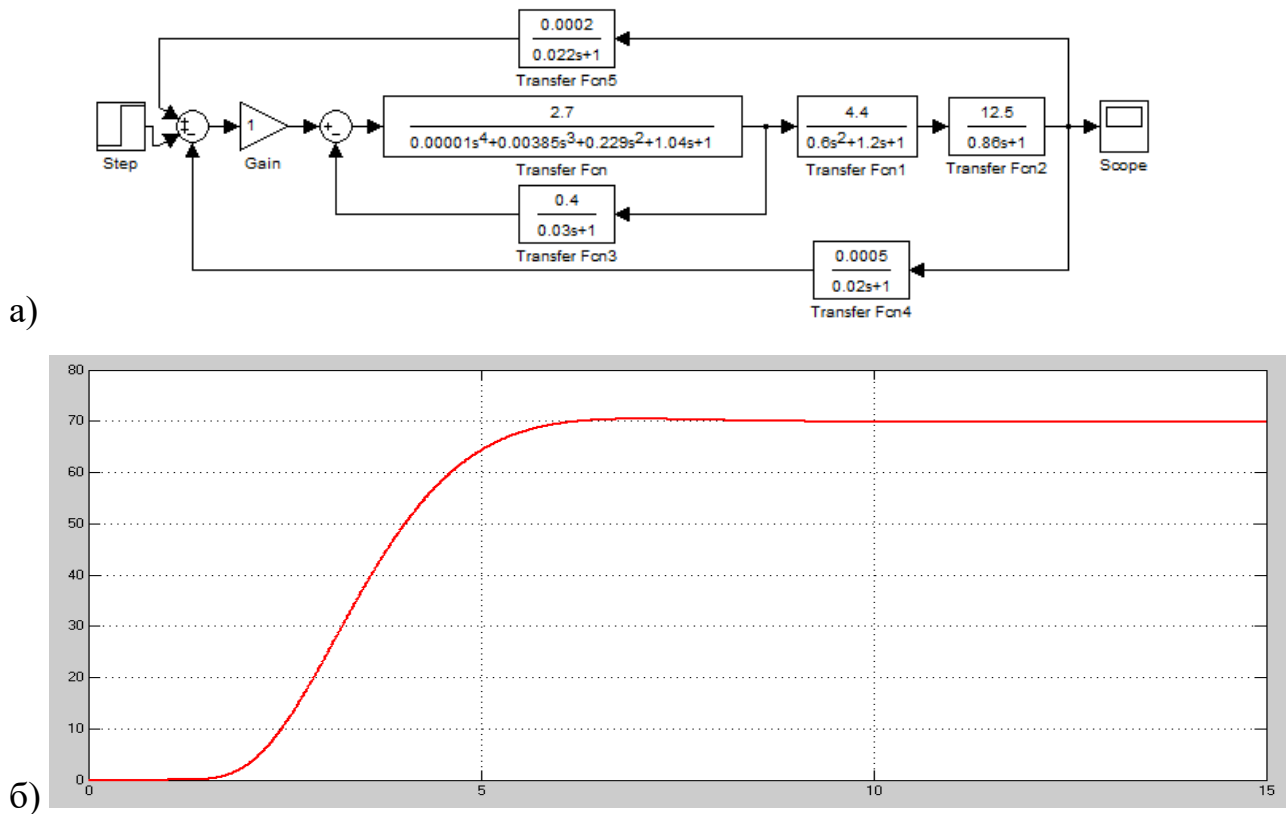 0.0002
0.022s+1
Transfer Fcn5
Step
1
Gain
2.7
0.00001s⁴+0.00385s³+0.229s²+1.04s+1
Transfer Fcn
4.4
0.6s²+1.2s+1
Transfer Fcn1
12.5
0.86s+1
Transfer Fcn2
Scope
0.4
0.03s+1
Transfer Fcn3
0.0005
0.02s+1
Transfer Fcn4
а)
80
70
60
50
40
30
20
10
0
0 5 10 15
б)